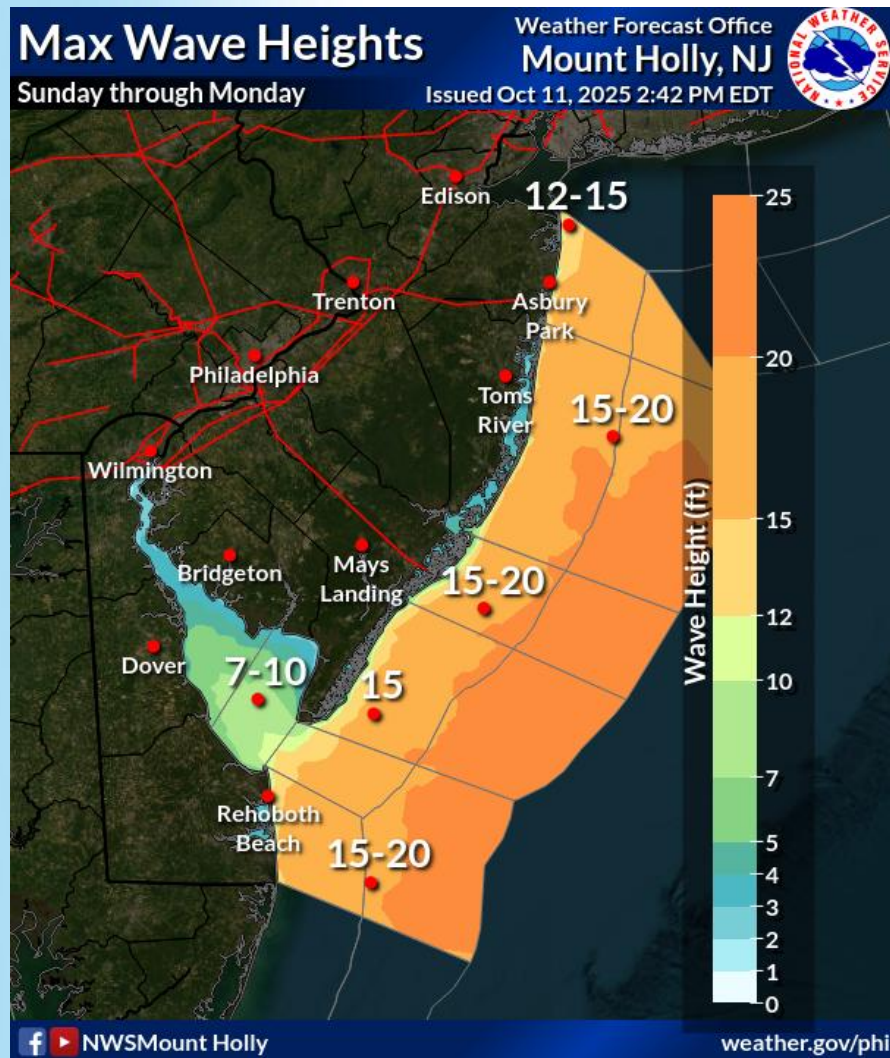 Max Wave Heights
Sunday through Monday
Weather Forecast Office
Mount Holly, NJ
Issued Oct 11, 2025 2:42 PM EDT
NATIONAL WEATHER SERVICE
Edison
12-15
Trenton
Asbury
Park
Philadelphia
Toms
River
15-20
Wilmington
Bridgeton
Mays
Landing
15-20
Dover
7-10
15
Rehoboth
Beach
15-20
Wave Height (ft)
25
20
15
12
10
7
5
4
3
2
1
0
NWSMount Holly
weather.gov/phi